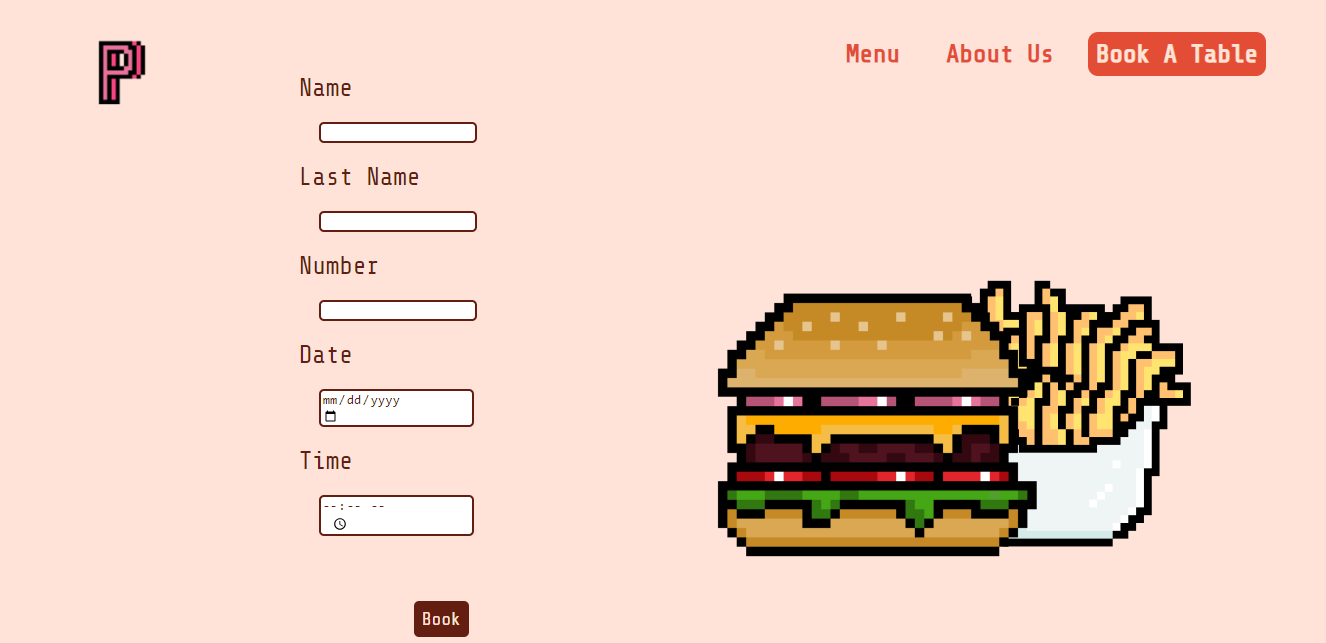 P
Menu About Us Book A Table
Name
Last Name
Number
Date
mm/dd/yyyy
Time
--:-- --
Book